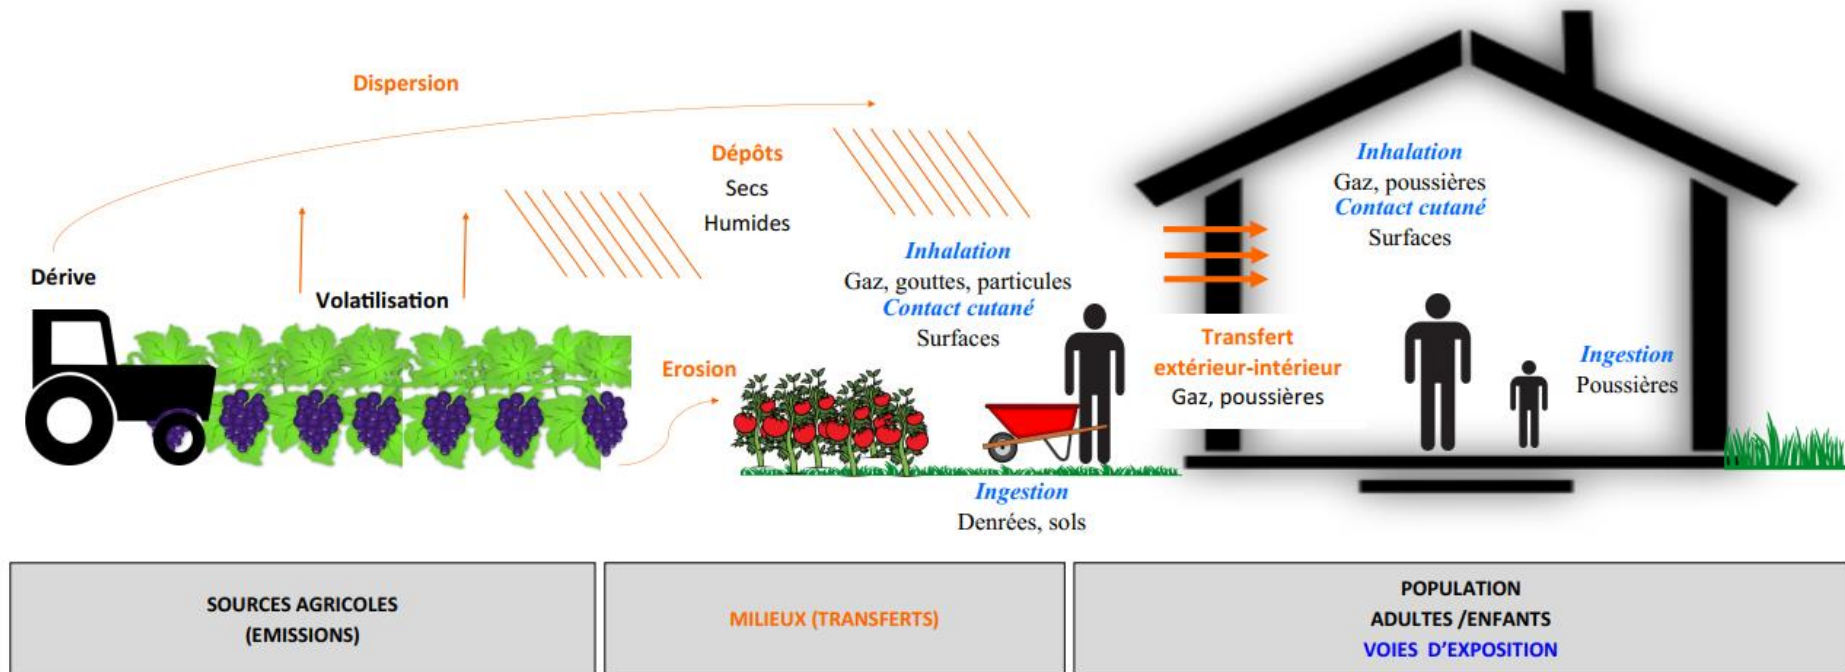 Dispersion
Dépôts
Secs
Humides
Dérive
Volatilisation
Erosion
Inhalation
Gaz, gouttes, particules
Contact cutané
Surfaces
Ingestion
Denrées, sols
Transfert
extérieur-intérieur
Gaz, poussières
Inhalation
Gaz, poussières
Contact cutané
Surfaces
Ingestion
Poussières
SOURCES AGRICOLES
(EMISSIONS)
MILIEUX (TRANSFERTS)
POPULATION
ADULTES /ENFANTS
VOIES D'EXPOSITION